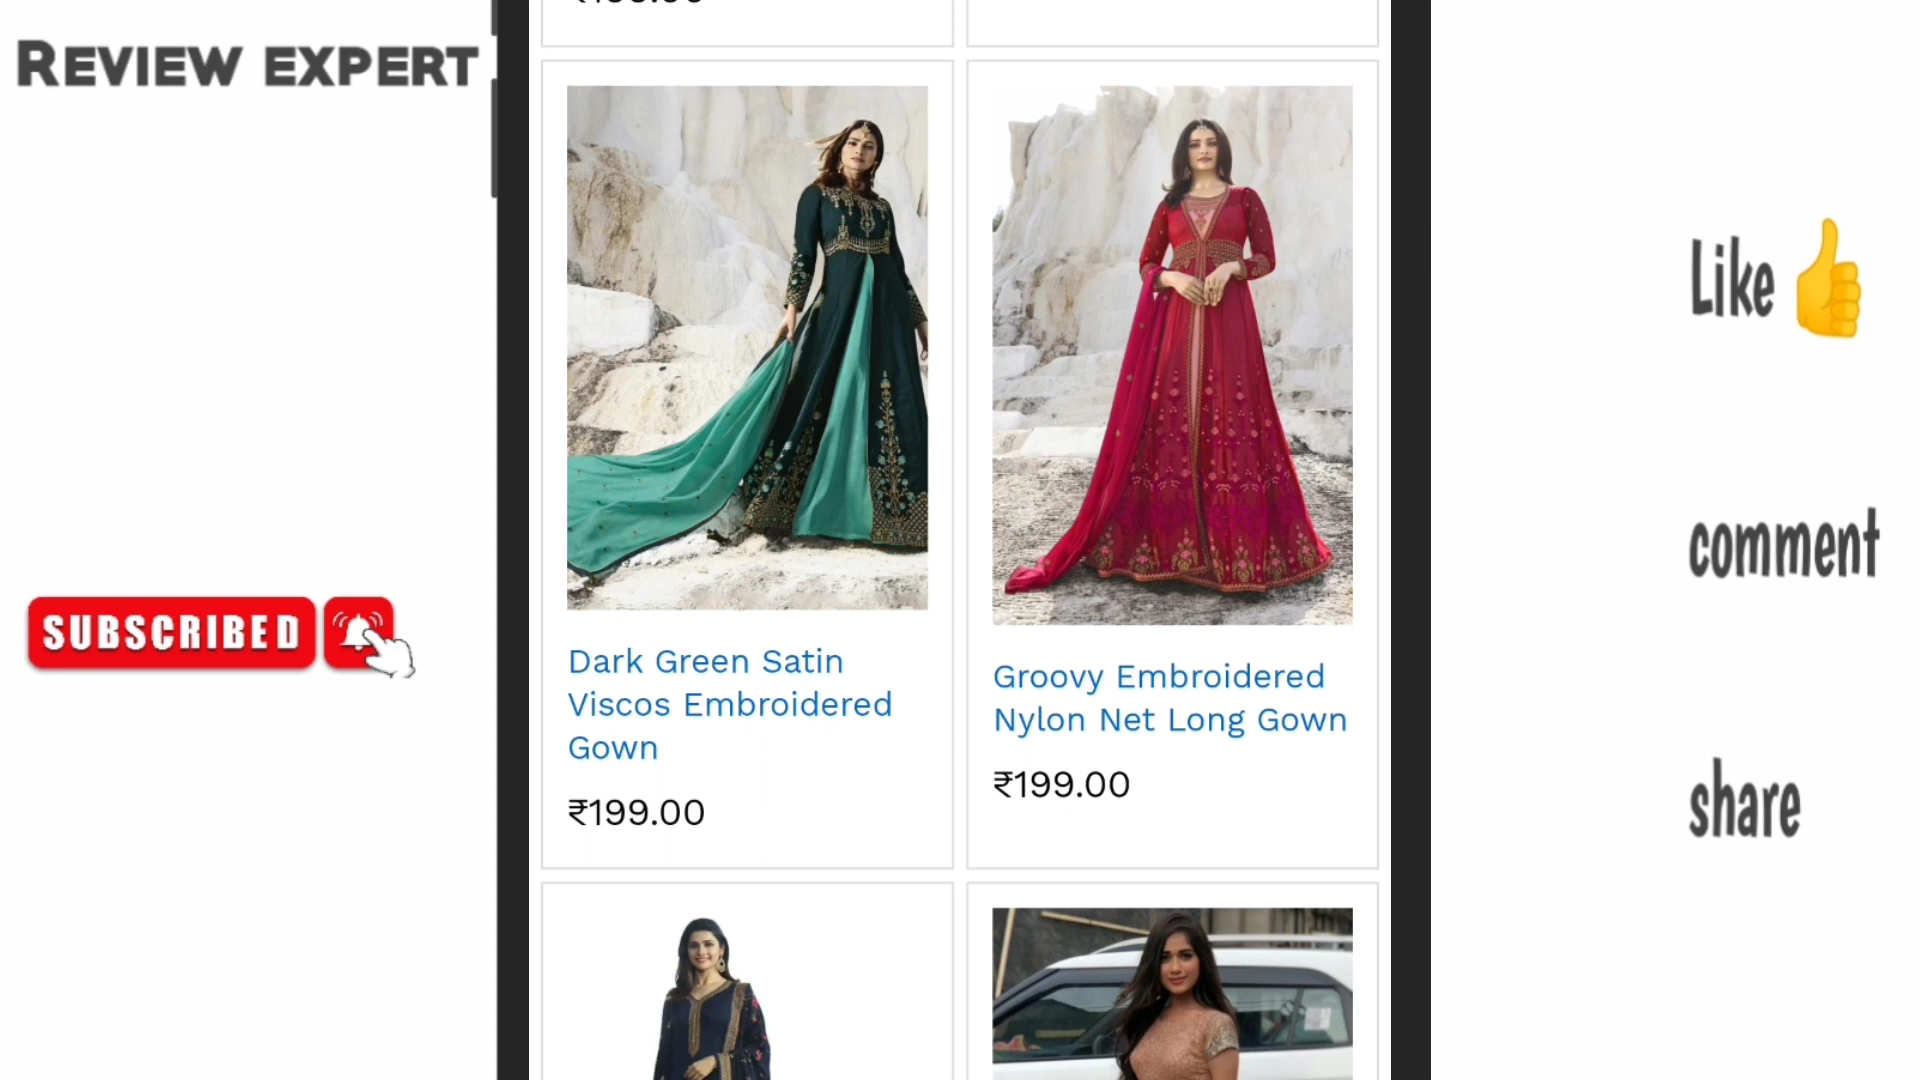 REVIEW EXPERT
SUBSCRIBED
Dark Green Satin
Viscos Embroidered
Gown
₹199.00
Groovy Embroidered
Nylon Net Long Gown
₹199.00
Like
comment
share